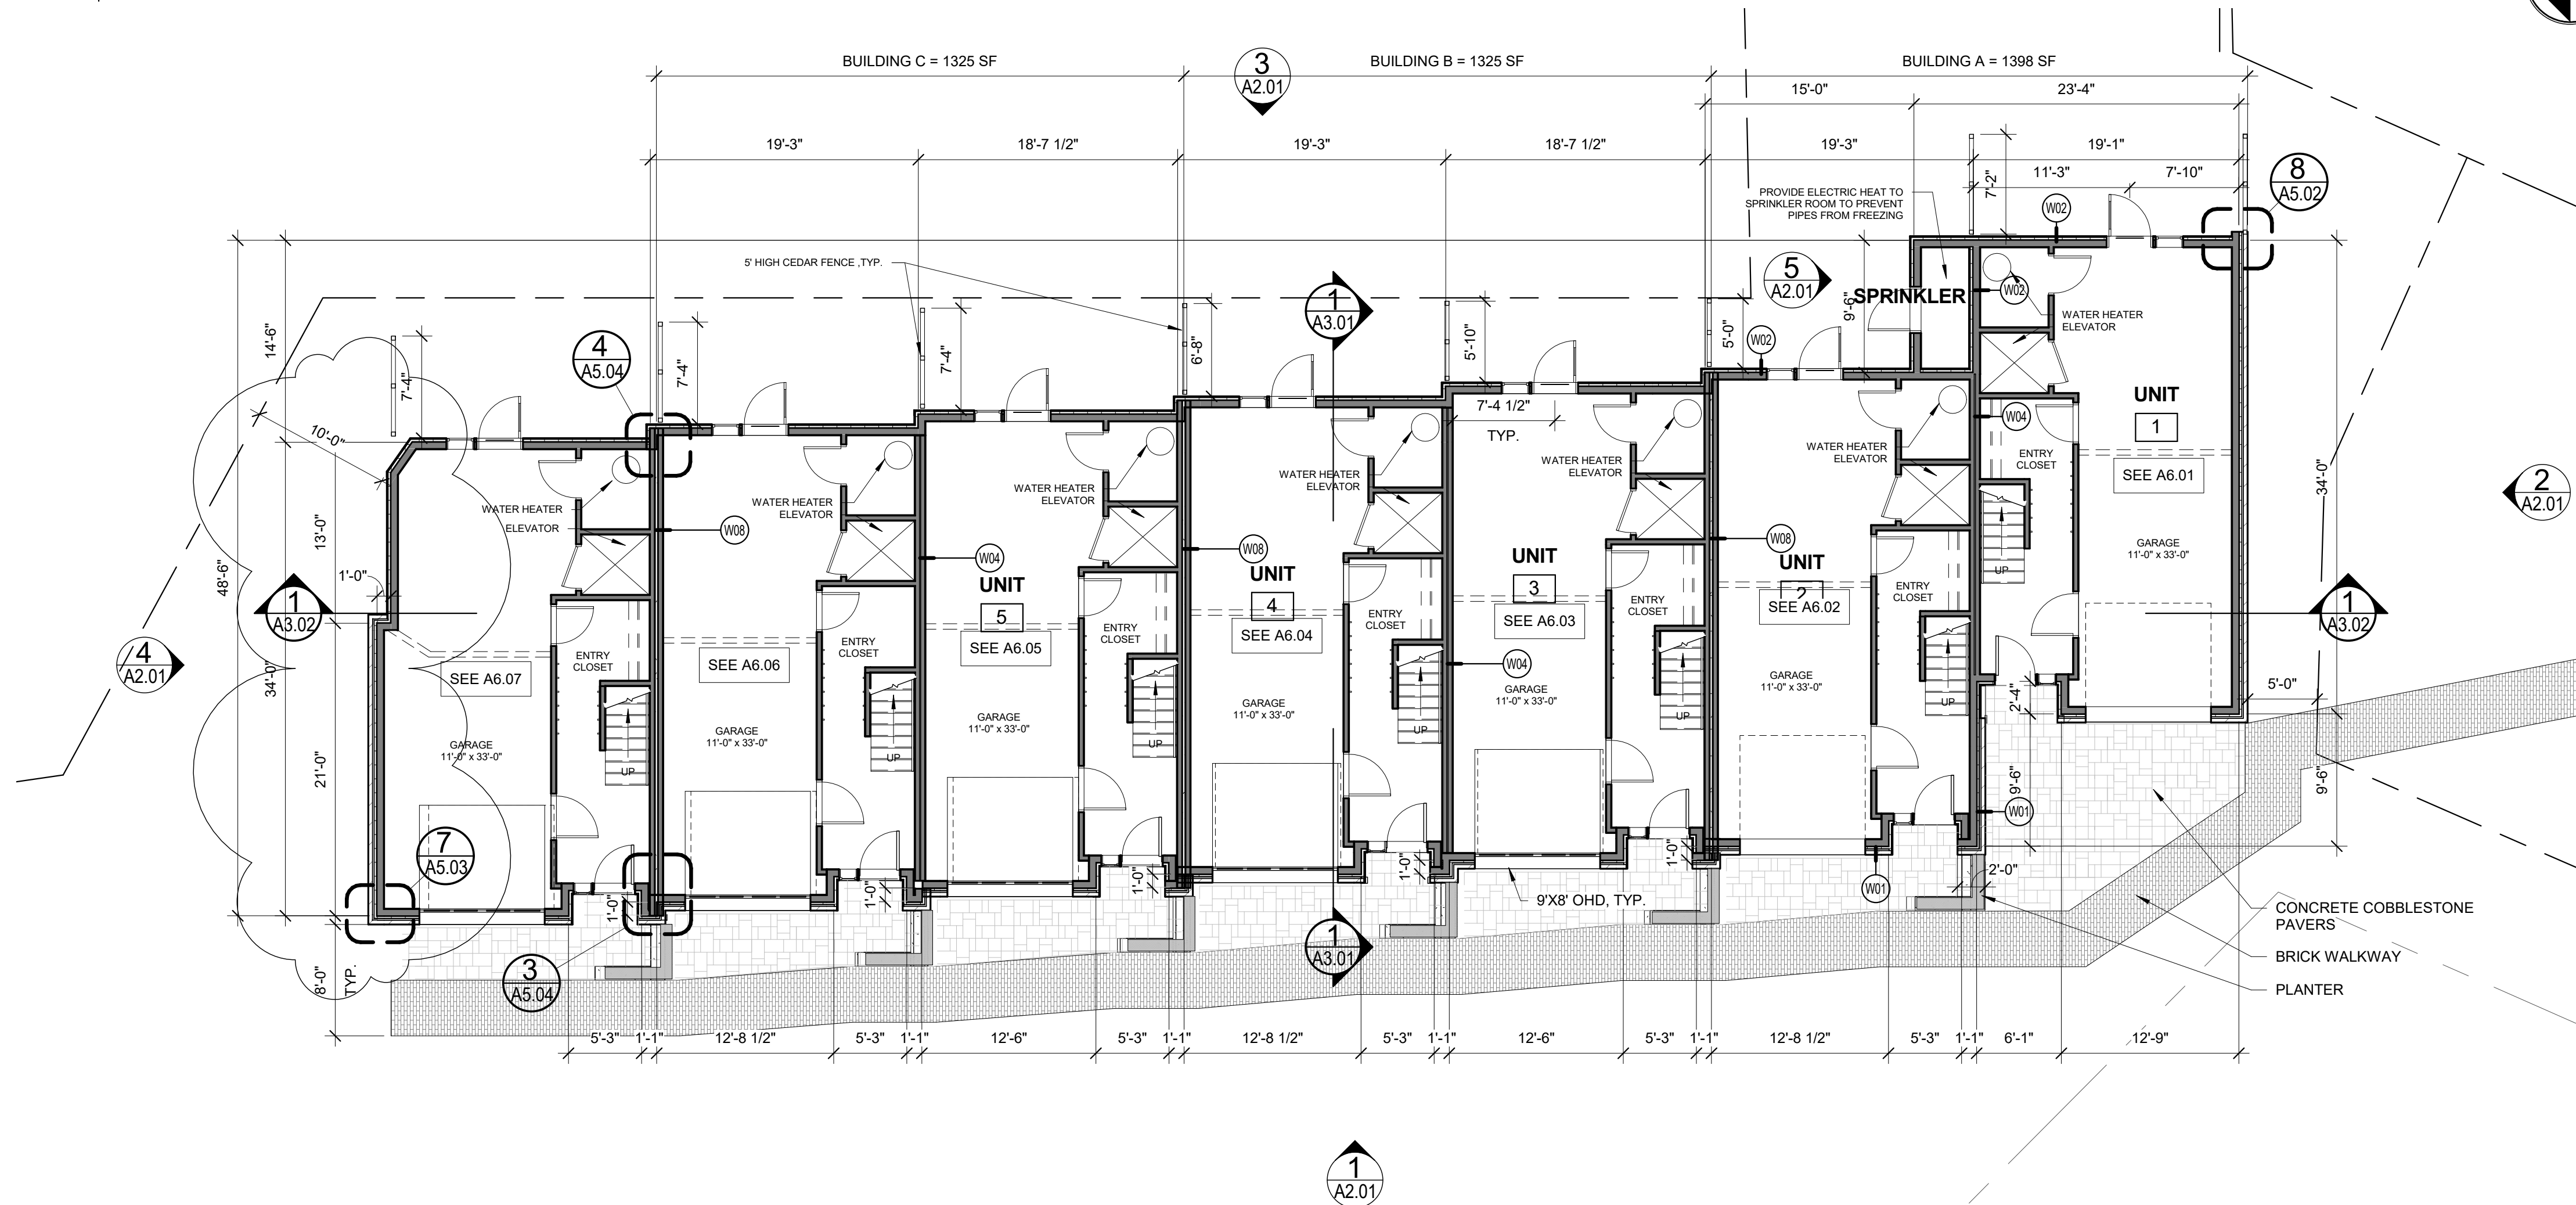 BUILDING C = 1325 SF
BUILDING B = 1325 SF
BUILDING A = 1398 SF
3
A2.01
15'-0"
23'-4"
19'-3"
18'-7 1/2"
19'-3"
18'-7 1/2"
19'-3"
19'-1"
11'-3"
7'-10"
7'-2"
8
A5.02
PROVIDE ELECTRIC HEAT TO
SPRINKLER ROOM TO PREVENT
PIPES FROM FREEZING
W02
5' HIGH CEDAR FENCE ,TYP.
5
A2.01
1
A3.01
SPRINKLER
9'-6"
W02
WATER HEATER
ELEVATOR
14'-6"
4
A5.04
7'-4"
7'-4"
7'-4"
6'-8"
5'-10"
5'-0"
W02
10'-0"
7'-4 1/2"
TYP.
UNIT
1
SEE A6.01
W04
ENTRY
CLOSET
GARAGE
11'-0" x 33'-0"
UP
34'-0"
2
A2.01
WATER HEATER
ELEVATOR
WATER HEATER
ELEVATOR
WATER HEATER
ELEVATOR
WATER HEATER
ELEVATOR
WATER HEATER
ELEVATOR
WATER HEATER
ELEVATOR
W08
W04
W08
W08
13'-0"
48'-6"
1'-0"
1
A3.02
4
A2.01
34'-0"
21'-0"
UNIT
5
SEE A6.05
UNIT
4
SEE A6.04
UNIT
3
SEE A6.03
UNIT
2
SEE A6.02
1
A3.02
SEE A6.07
SEE A6.06
W04
ENTRY
CLOSET
ENTRY
CLOSET
ENTRY
CLOSET
ENTRY
CLOSET
ENTRY
CLOSET
ENTRY
CLOSET
GARAGE
11'-0" x 33'-0"
GARAGE
11'-0" x 33'-0"
GARAGE
11'-0" x 33'-0"
GARAGE
11'-0" x 33'-0"
GARAGE
11'-0" x 33'-0"
GARAGE
11'-0" x 33'-0"
UP
UP
UP
UP
UP
UP
2'-4"
5'-0"
9'-6"
9'-6"
W01
7
A5.03
1'-0"
1'-0"
1'-0"
1'-0"
1'-0"
W01
2'-0"
9'X8' OHD, TYP.
CONCRETE COBBLESTONE
PAVERS
BRICK WALKWAY
PLANTER
1
A3.01
3
A5.04
8'-0"
TYP.
5'-3"
1'-1"
12'-8 1/2"
5'-3"
1'-1"
12'-6"
5'-3"
1'-1"
12'-8 1/2"
5'-3"
1'-1"
12'-6"
5'-3"
1'-1"
12'-8 1/2"
5'-3"
1'-1"
6'-1"
12'-9"
1
A2.01